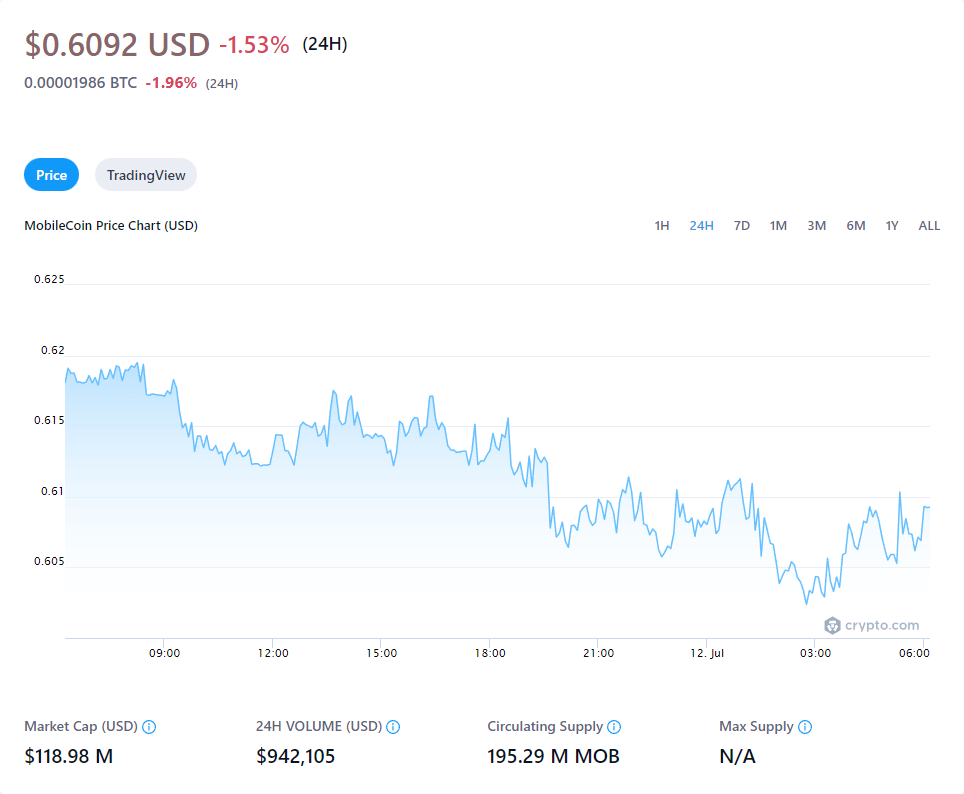 $0.6092 USD -1.53% (24H)
0.00001986 BTC -1.96% (24H)
Price TradingView
MobileCoin Price Chart (USD) 1H 24H 7D 1M 3M 6M 1Y ALL
0.625
0.62
0.615
0.61
0.605
crypto.com
09:00 12:00 15:00 18:00 21:00 12. Jul 03:00 06:00
Market Cap (USD) 24H VOLUME (USD) Circulating Supply Max Supply
$118.98 M $942,105 195.29 M MOB N/A